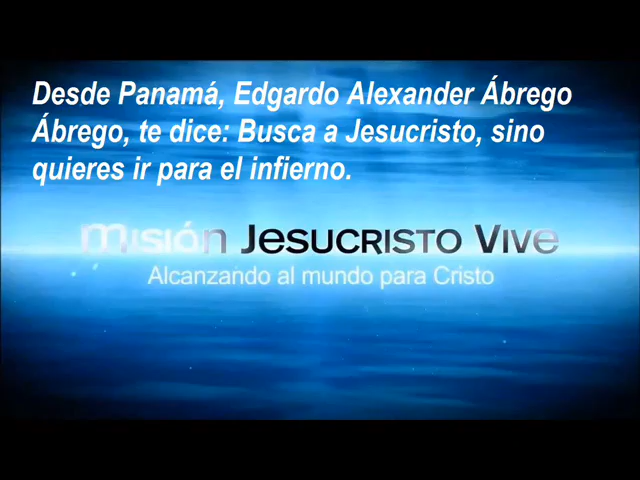 Desde Panamá, Edgardo Alexander Ábrego
Ábrego, te dice: Busca a Jesucristo, sino
quieres ir para el infierno.
Misión Jesucristo Vive
Alcanzando al mundo para Cristo